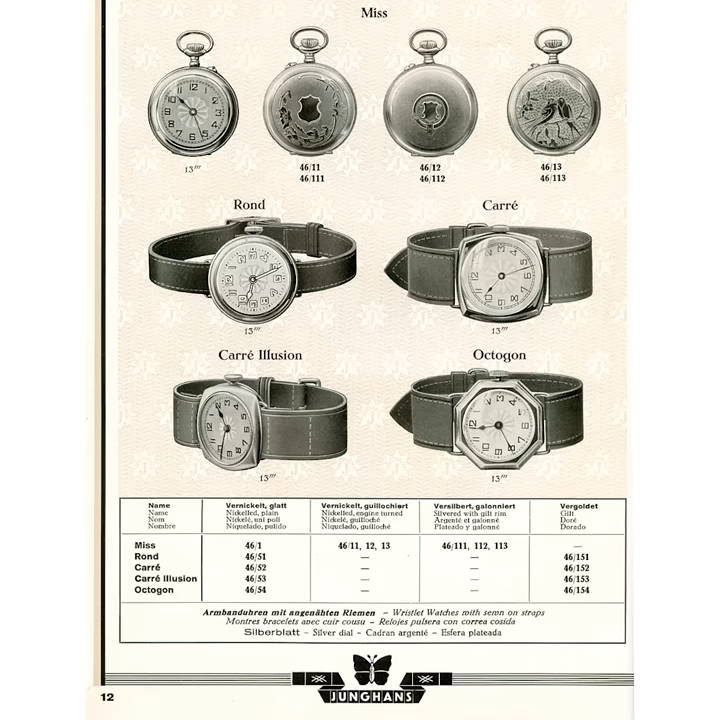 Miss
13'''
46/11
46/111
46/12
46/112
46/13
46/113
Rond
Carré
13'''
13'''
Carré Illusion
Octogon
13'''
13'''
Name Vernickelt, glatt Vernickelt, guillochiert Versilbert, galonniert Vergoldet
Name Nickelled, plain Nickelled, engine turned Silvered with gilt rim Gilt
Nom Nickelé, uni poli Nickelé, guilloché Argenté et galonné Doré
Nombre Niquelado, pulido Niquelado, guilloché Plateado y galonné Dorado
Miss 46/1 46/11, 12, 13 46/111, 112, 113 —
Rond 46/51 — — 46/151
Carré 46/52 — — 46/152
Carré Illusion 46/53 — — 46/153
Octogon 46/54 — — 46/154
Armbanduhren mit angenähten Riemen – Wristlet Watches with sewn on straps
Montres bracelets avec cuir cousu – Relojes pulsera con correa cosida
Silberblatt – Silver dial – Cadran argenté – Esfera plateada
12
JUNGHANS